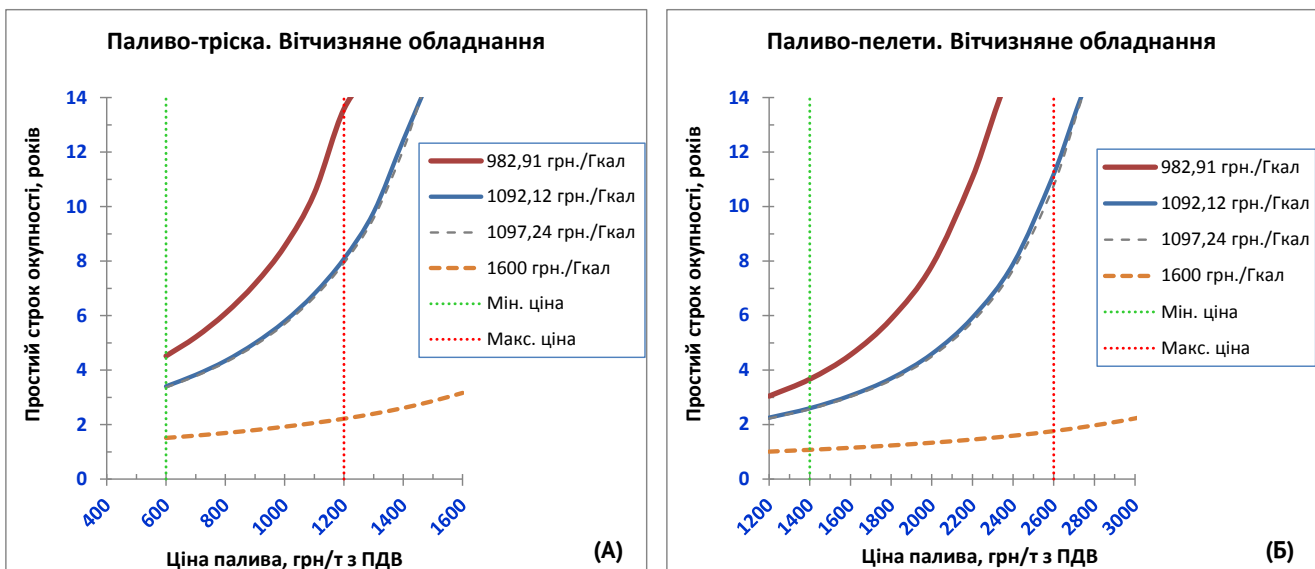 Паливо-тріска. Вітчизняне обладнання
Простий строк окупності, років
14
12
10
8
6
4
2
0
400
600
800
1000
1200
1400
1600
Ціна палива, грн/т з ПДВ
982,91 грн./Гкал
1092,12 грн./Гкал
1097,24 грн./Гкал
1600 грн./Гкал
Мін. ціна
Макс. ціна
(А)
Паливо-пелети. Вітчизняне обладнання
Простий строк окупності, років
14
12
10
8
6
4
2
0
1200
1400
1600
1800
2000
2200
2400
2600
2800
3000
Ціна палива, грн/т з ПДВ
982,91 грн./Гкал
1092,12 грн./Гкал
1097,24 грн./Гкал
1600 грн./Гкал
Мін. ціна
Макс. ціна
(Б)